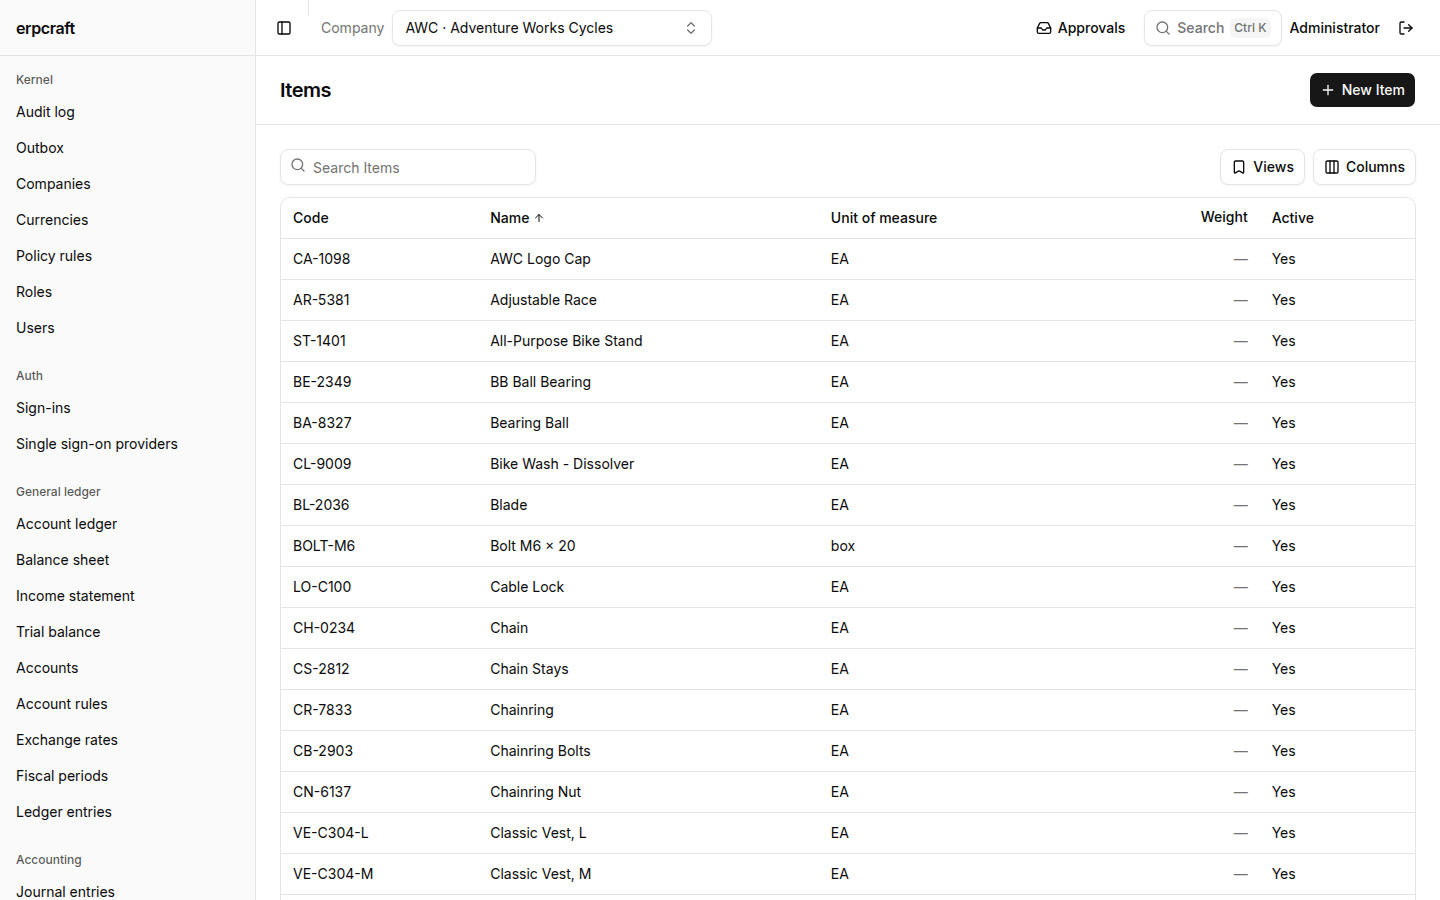 erpcraft
Company
AWC · Adventure Works Cycles
Approvals
Search Ctrl K
Administrator
Kernel
Audit log
Outbox
Companies
Currencies
Policy rules
Roles
Users
Auth
Sign-ins
Single sign-on providers
General ledger
Account ledger
Balance sheet
Income statement
Trial balance
Accounts
Account rules
Exchange rates
Fiscal periods
Ledger entries
Accounting
Journal entries
Items
+ New Item
Search Items
Views
Columns
Code Name ↑ Unit of measure Weight Active
CA-1098 AWC Logo Cap EA — Yes
AR-5381 Adjustable Race EA — Yes
ST-1401 All-Purpose Bike Stand EA — Yes
BE-2349 BB Ball Bearing EA — Yes
BA-8327 Bearing Ball EA — Yes
CL-9009 Bike Wash - Dissolver EA — Yes
BL-2036 Blade EA — Yes
BOLT-M6 Bolt M6 × 20 box — Yes
LO-C100 Cable Lock EA — Yes
CH-0234 Chain EA — Yes
CS-2812 Chain Stays EA — Yes
CR-7833 Chainring EA — Yes
CB-2903 Chainring Bolts EA — Yes
CN-6137 Chainring Nut EA — Yes
VE-C304-L Classic Vest, L EA — Yes
VE-C304-M Classic Vest, M EA — Yes